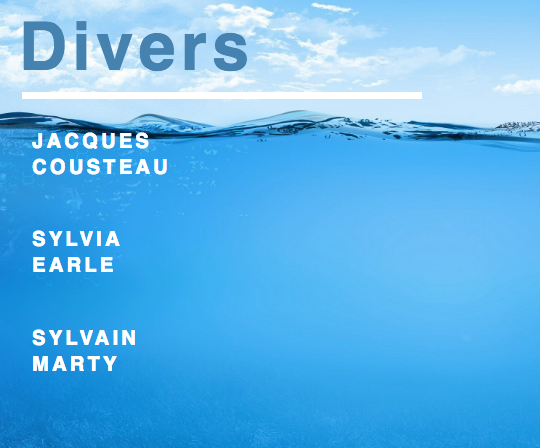 Divers
JACQUES
COUSTEAU
SYLVIA
EARLE
SYLVAIN
MARTY